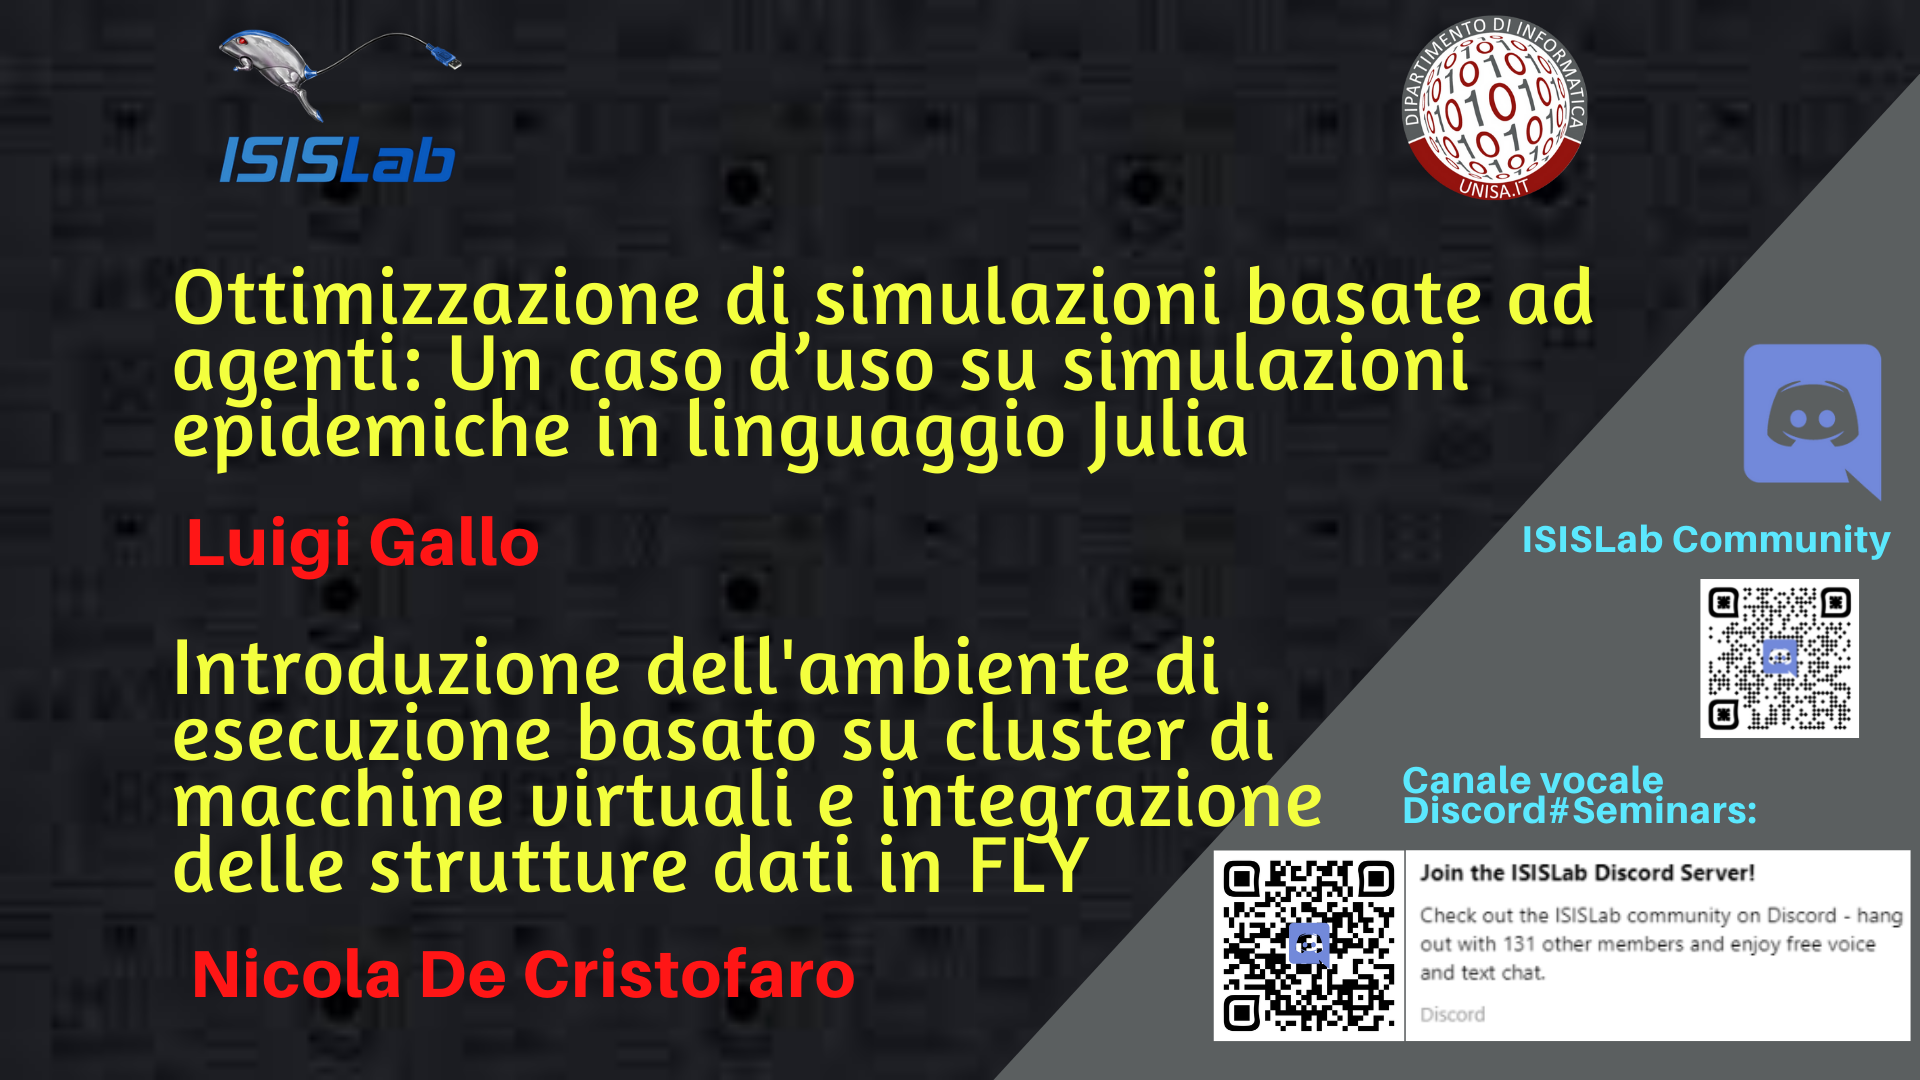 ISISLab
DIPARTIMENTO DI INFORMATICA
UNISA.IT
Ottimizzazione di simulazioni basate ad
agenti: Un caso d’uso su simulazioni
epidemiche in linguaggio Julia
Luigi Gallo
Introduzione dell'ambiente di
esecuzione basato su cluster di
macchine virtuali e integrazione
delle strutture dati in FLY
Nicola De Cristofaro
ISISLab Community
Canale vocale
Discord#Seminars:
Join the ISISLab Discord Server!
Check out the ISISLab community on Discord - hang
out with 131 other members and enjoy free voice
and text chat.
Discord